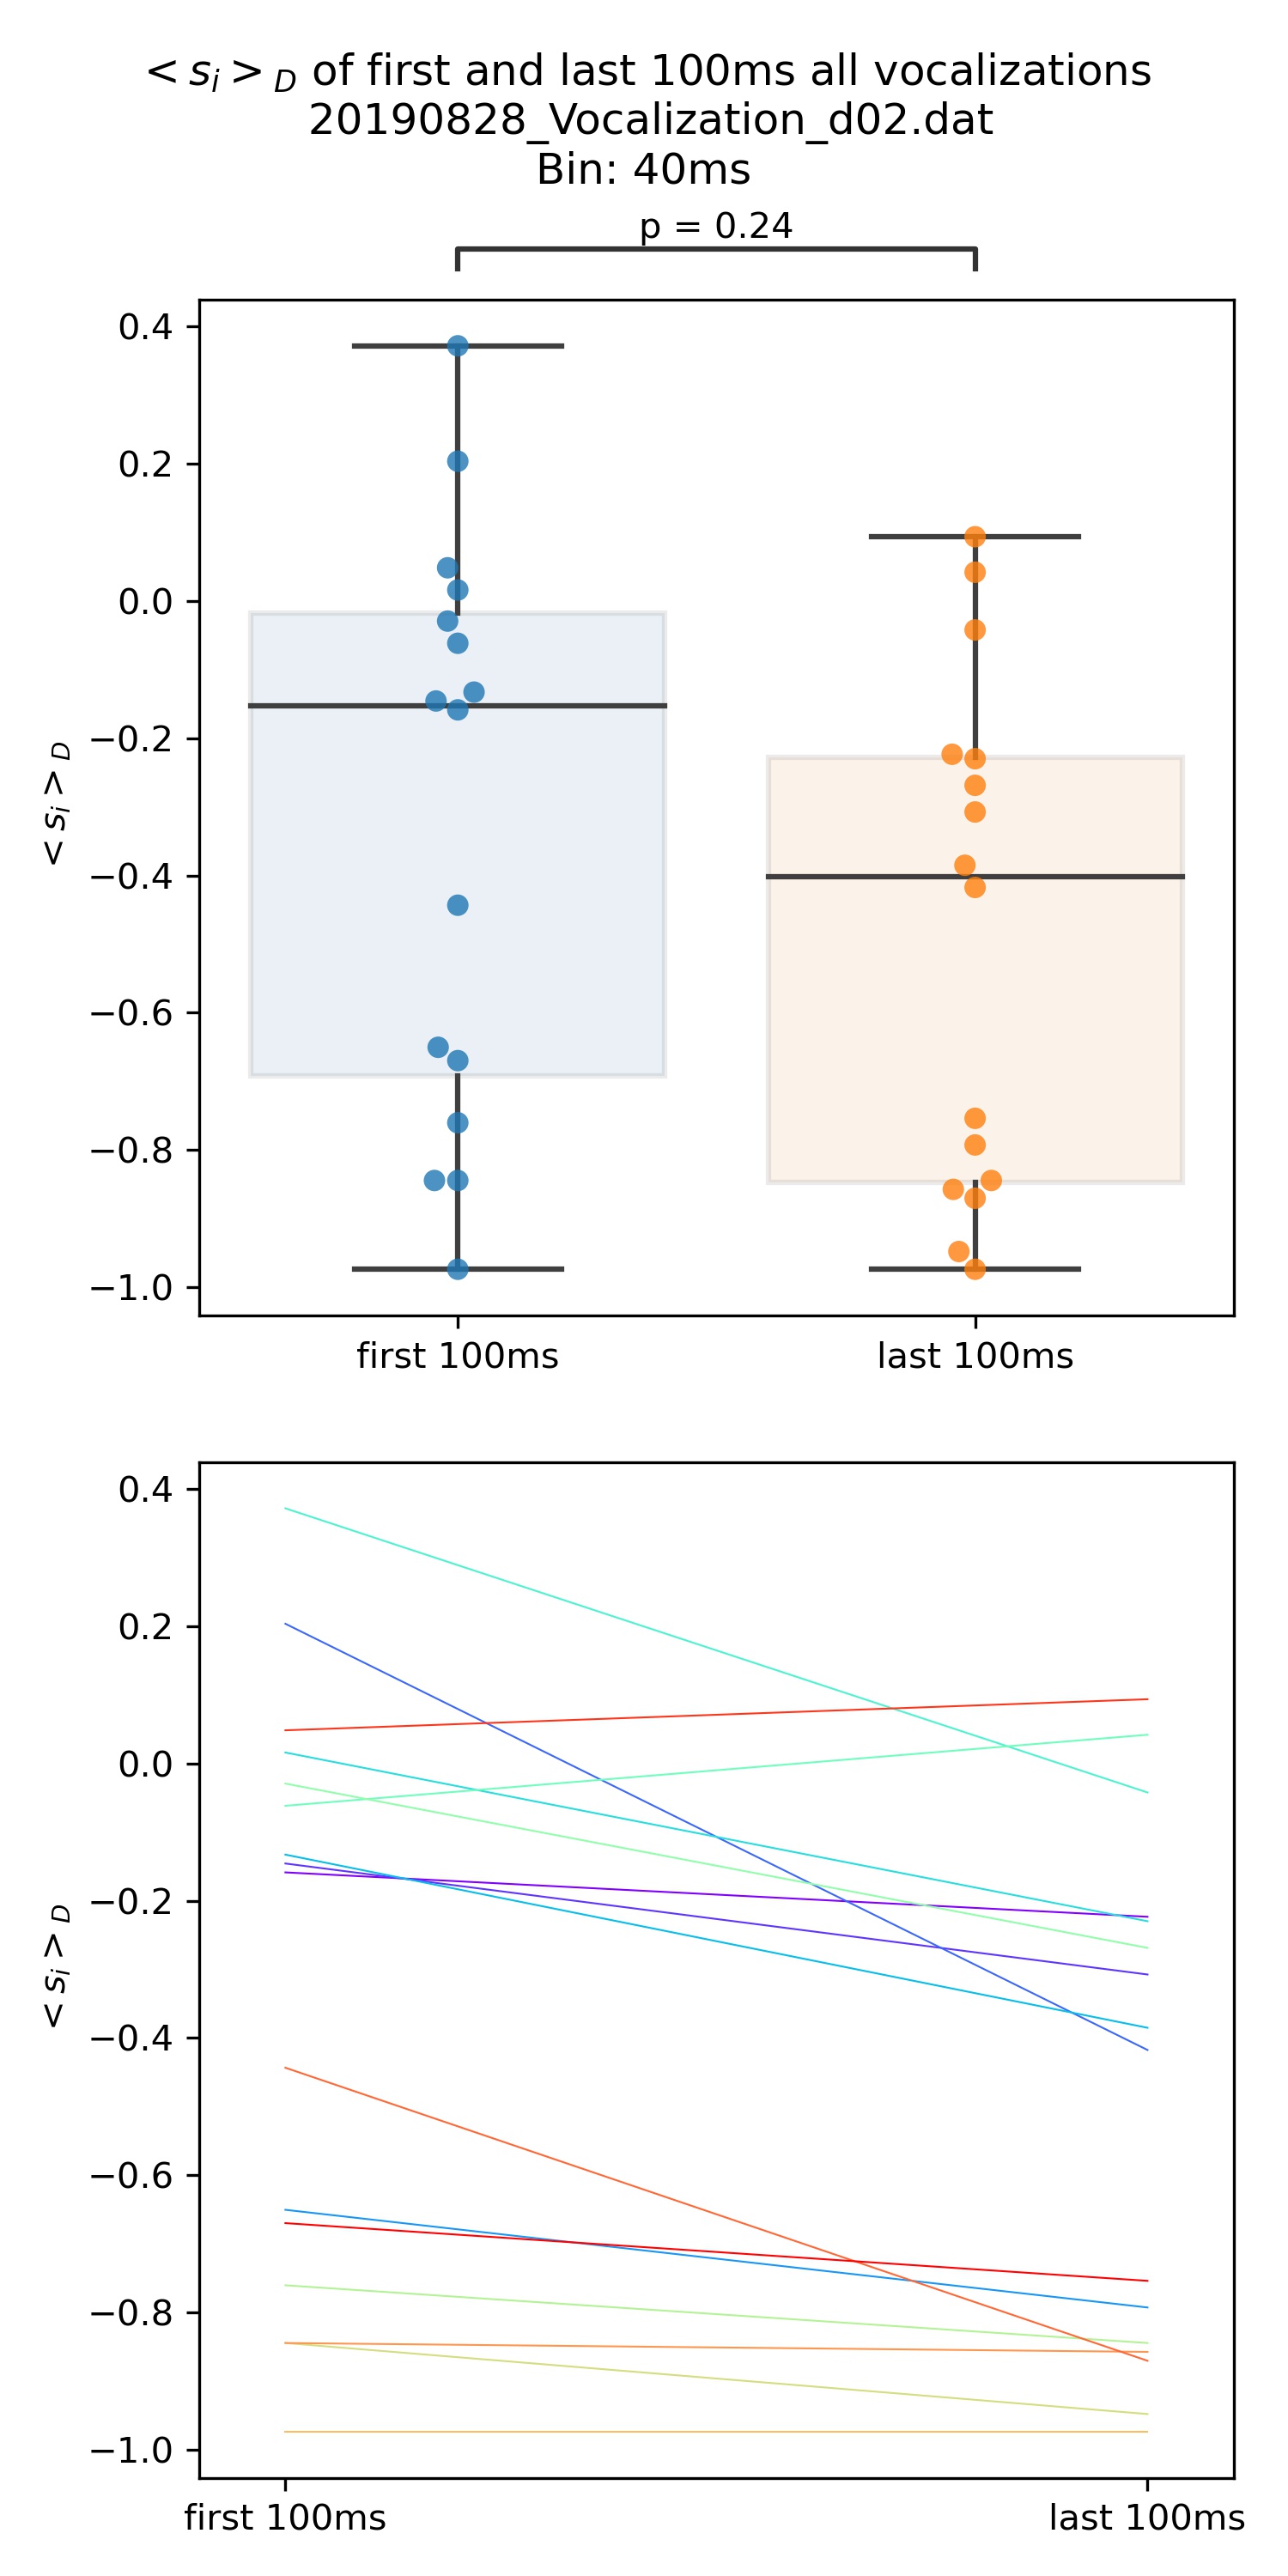 < s_i >_D of first and last 100ms all vocalizations
20190828_Vocalization_d02.dat
Bin: 40ms
p = 0.24
0.4
0.2
0.0
−0.2
−0.4
−0.6
−0.8
−1.0
< s_i >_D
first 100ms
last 100ms
0.4
0.2
0.0
−0.2
−0.4
−0.6
−0.8
−1.0
< s_i >_D
first 100ms
last 100ms